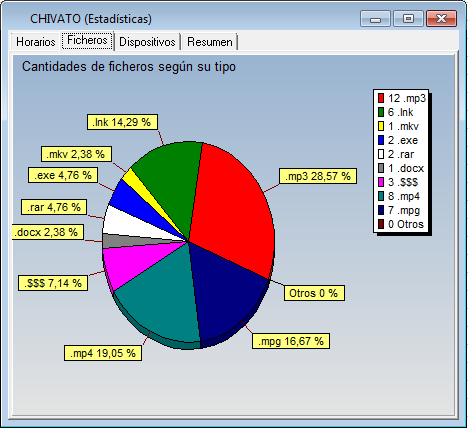 CHIVATO (Estadísticas)
Horarios Ficheros Dispositivos Resumen
Cantidades de ficheros según su tipo
12 .mp3
6 .lnk
1 .mkv
2 .exe
2 .rar
1 .docx
3 .$$$
8 .mp4
7 .mpg
0 Otros
.lnk 14,29 %
.mkv 2,38 %
.exe 4,76 %
.mp3 28,57 %
.rar 4,76 %
.docx 2,38 %
.$$$ 7,14 %
Otros 0 %
.mpg 16,67 %
.mp4 19,05 %